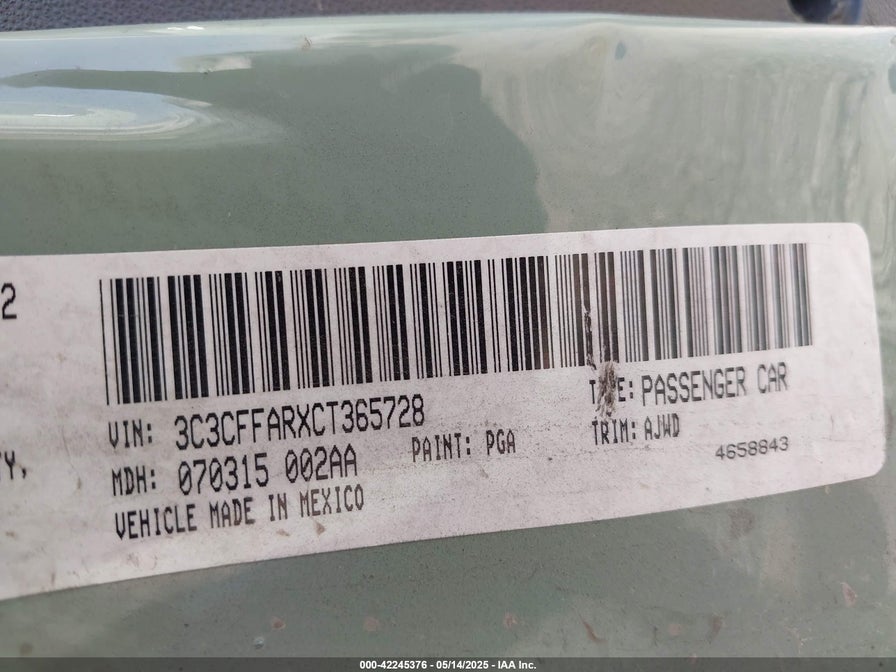 2
Y,
VIN: 3C3CFFARXCT365728
TYPE: PASSENGER CAR
MDH: 070315 002AA
PAINT: PGA
TRIM: AJWD
VEHICLE MADE IN MEXICO
4658843
000-42245376 - 05/14/2025 - IAA Inc.